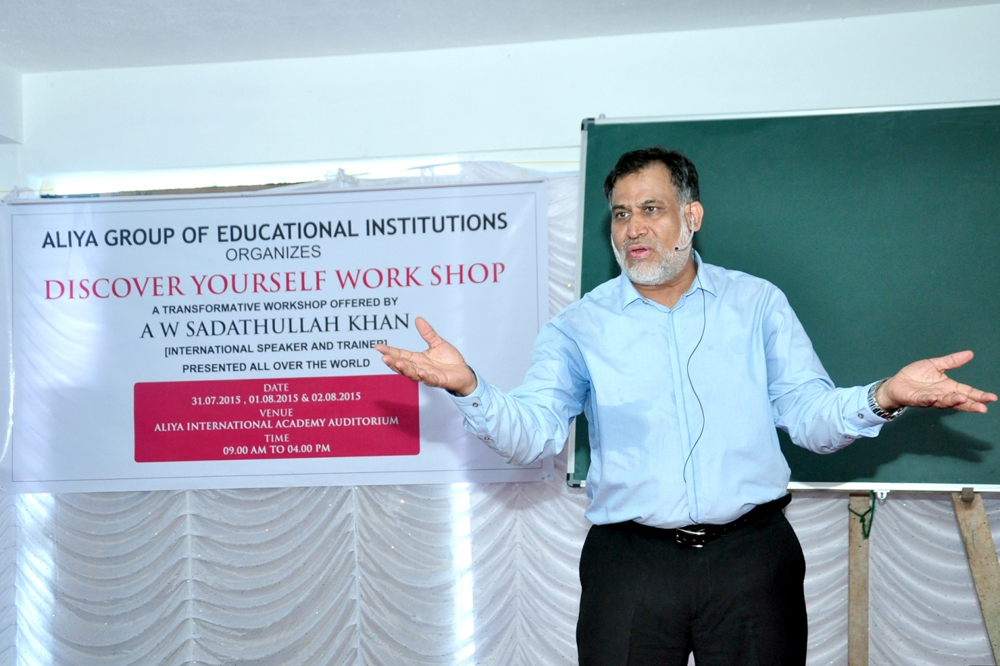 ALIYA GROUP OF EDUCATIONAL INSTITUTIONS
ORGANIZES
DISCOVER YOURSELF WORK SHOP
A TRANSFORMATIVE WORKSHOP OFFERED BY
A W SADATHULLAH KHAN
[INTERNATIONAL SPEAKER AND TRAINER]
PRESENTED ALL OVER THE WORLD
DATE
31.07.2015 , 01.08.2015 & 02.08.2015
VENUE
ALIYA INTERNATIONAL ACADEMY AUDITORIUM
TIME
09.00 AM TO 04.00 PM